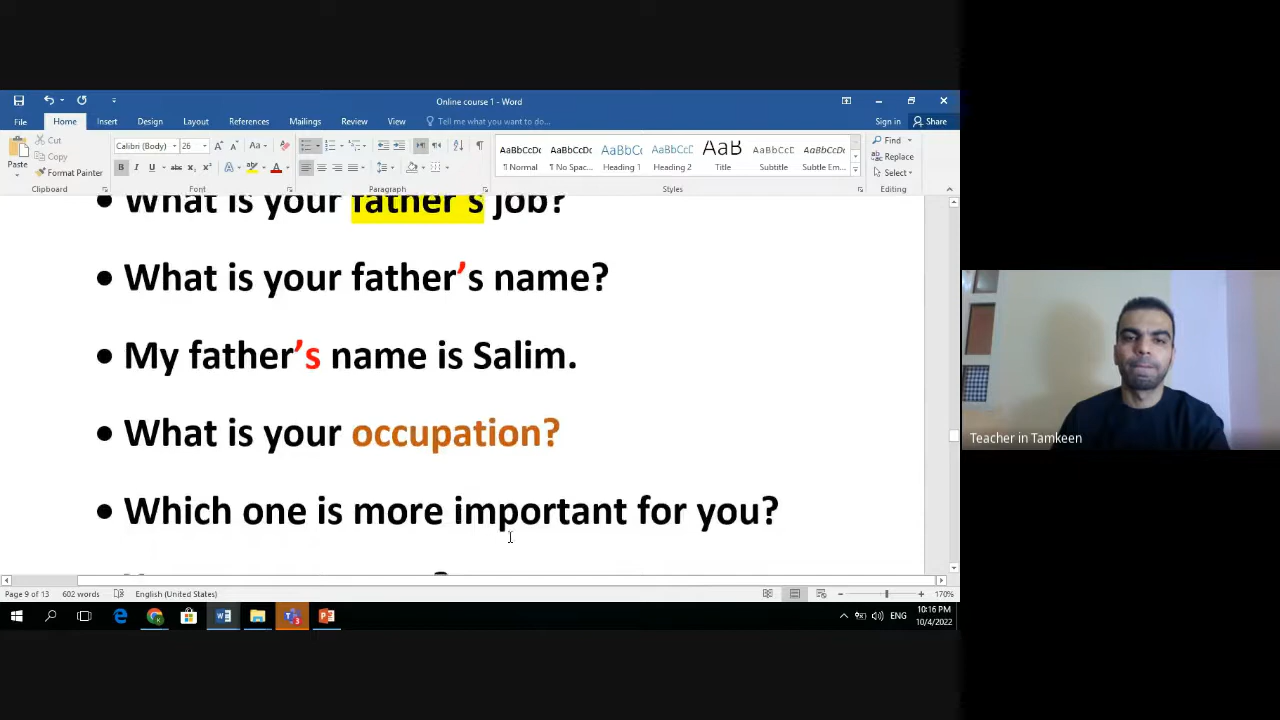 Online course 1 - Word
File Home Insert Design Layout References Mailings Review View Tell me what you want to do... Sign in Share
Paste Cut Copy Format Painter
Calibri (Body) 26
AaBbCcDc AaBbCcDc AaBbCc AaBbCcD AaB AaBbCcD AaBbCcDc
¶ Normal ¶ No Spac... Heading 1 Heading 2 Title Subtitle Subtle Em...
Find Replace Select
Clipboard Font Paragraph Styles Editing
• What is your father's job?
• What is your father's name?
• My father's name is Salim.
• What is your occupation?
• Which one is more important for you?
Page 9 of 13 602 words English (United States) 170%
ENG 10:16 PM
10/4/2022
Teacher in Tamkeen